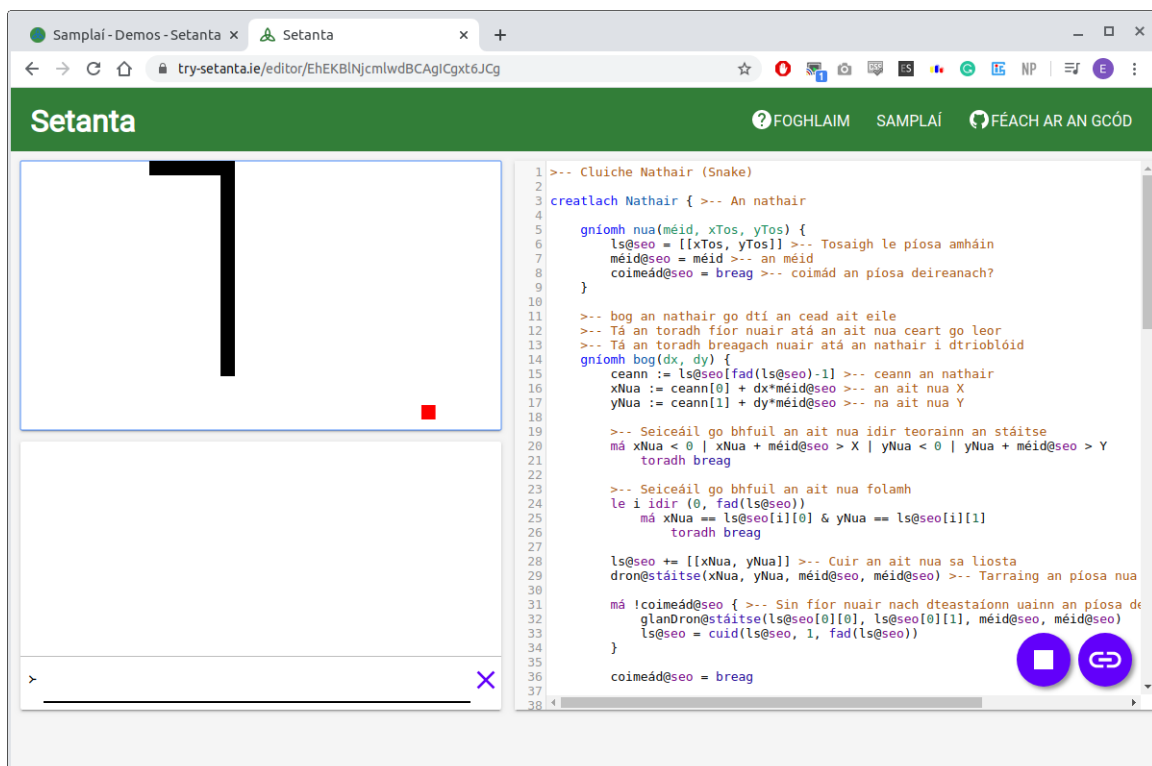 Samplaí - Demos - Setanta
Setanta
try-setanta.ie/editor/EhEKBlNjcmlwdBCAgICgxt6JCg
1
CSF
ES
NP
E
Setanta
FOGHLAIM
SAMPLAÍ
FÉACH AR AN GCÓD
1 >-- Cluiche Nathair (Snake)
2
3 creatlach Nathair { >-- An nathair
4
5 gníomh nua(méid, xTos, yTos) {
6 ls@seo = [[xTos, yTos]] >-- Tosaigh le píosa amháin
7 méid@seo = méid >-- an méid
8 coimeád@seo = breag >-- coimád an píosa deireanach?
9 }
10
11 >-- bog an nathair go dtí an cead ait eile
12 >-- Tá an toradh fíor nuair atá an ait nua ceart go leor
13 >-- Tá an toradh breagach nuair atá an nathair i dtrioblóid
14 gníomh bog(dx, dy) {
15 ceann := ls@seo[fad(ls@seo)-1] >-- ceann an nathair
16 xNua := ceann[0] + dx*méid@seo >-- an ait nua X
17 yNua := ceann[1] + dy*méid@seo >-- na ait nua Y
18
19 >-- Seiceáil go bhfuil an ait nua idir teorainn an stáitse
20 má xNua < 0 | xNua + méid@seo > X | yNua < 0 | yNua + méid@seo > Y
21 toradh breag
22
23 >-- Seiceáil go bhfuil an ait nua folamh
24 le i idir (0, fad(ls@seo))
25 má xNua == ls@seo[i][0] & yNua == ls@seo[i][1]
26 toradh breag
27
28 ls@seo += [[xNua, yNua]] >-- Cuir an ait nua sa liosta
29 dron@stáitse(xNua, yNua, méid@seo, méid@seo) >-- Tarraing an píosa nua
30
31 má !coimeád@seo { >-- Sin fíor nuair nach dteastaíonn uainn an píosa de
32 glanDron@stáitse(ls@seo[0][0], ls@seo[0][1], méid@seo, méid@seo)
33 ls@seo = cuid(ls@seo, 1, fad(ls@seo))
34 }
35
36 coimeád@seo = breag
37
38